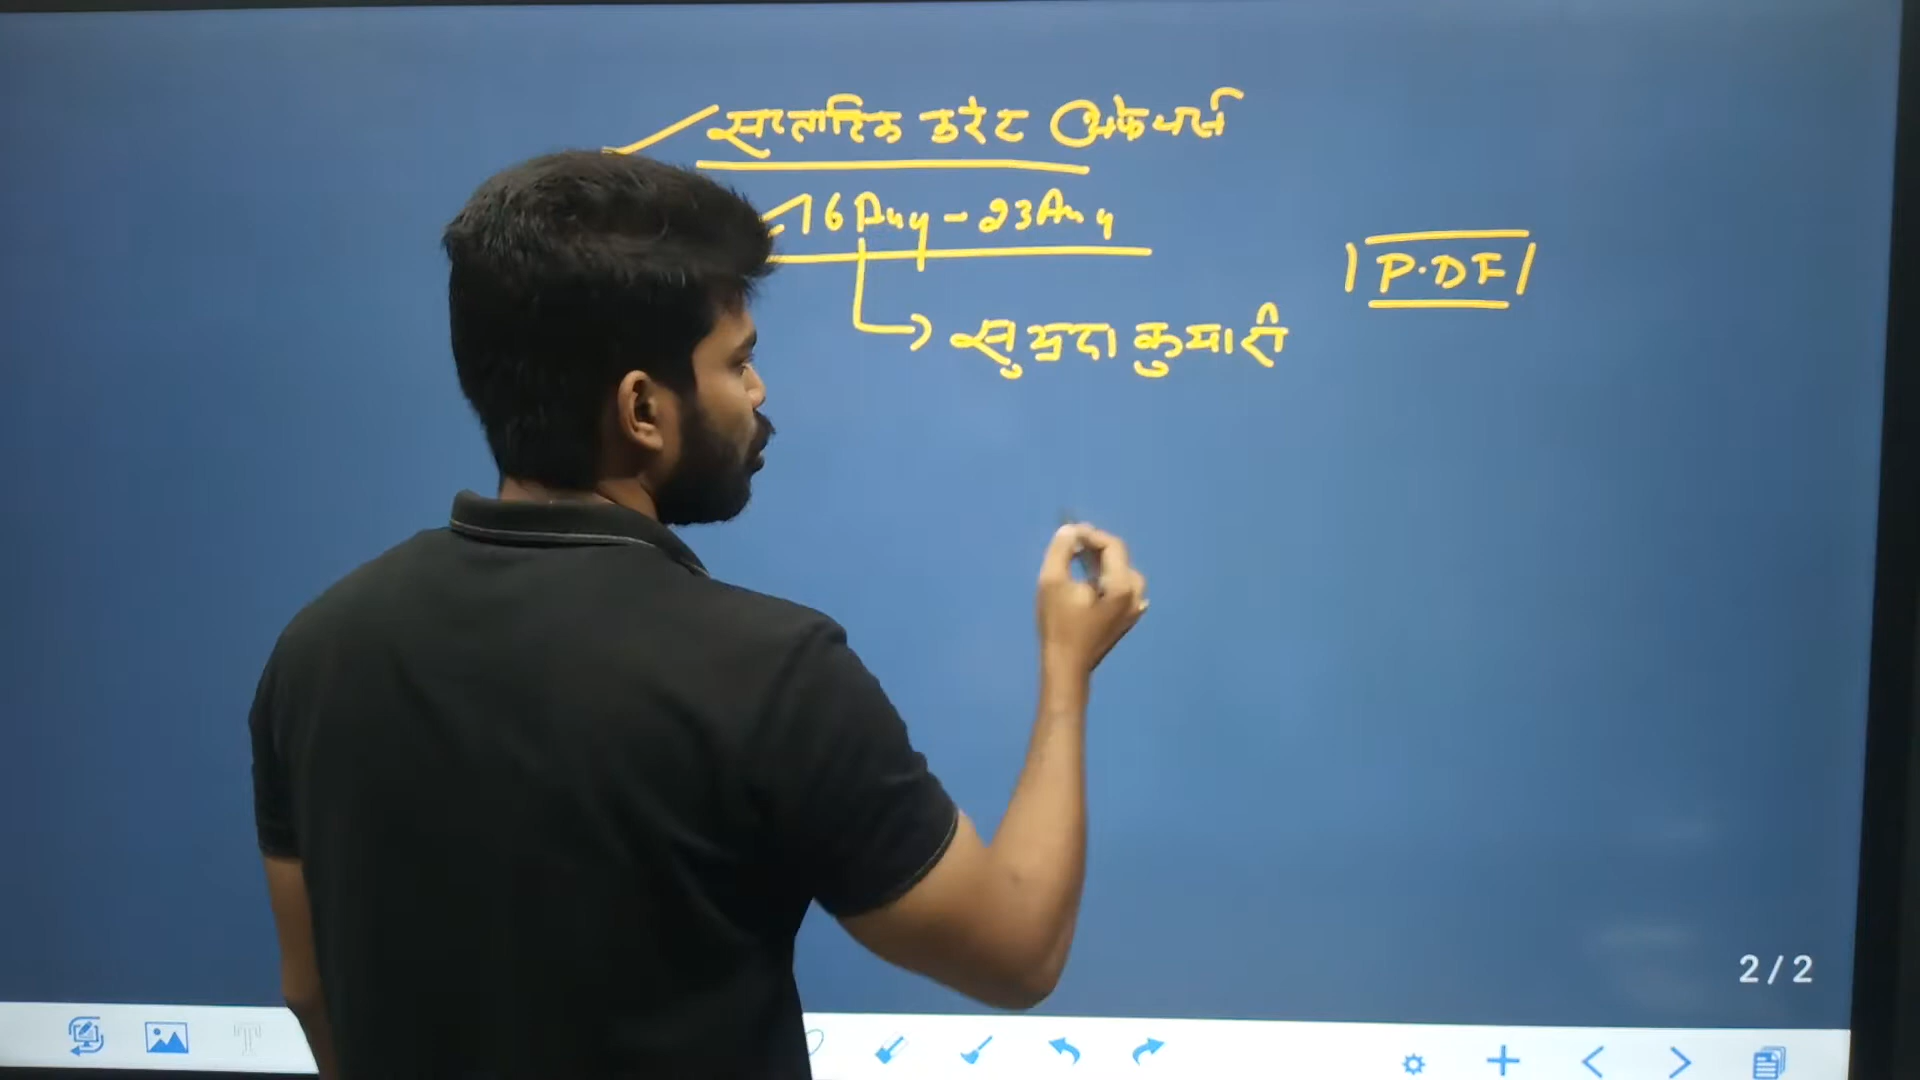 साप्ताहिक करेंट अफेयर्स
16 Aug - 23 Aug
P.DF
सुभद्रा कुमारी
2/2